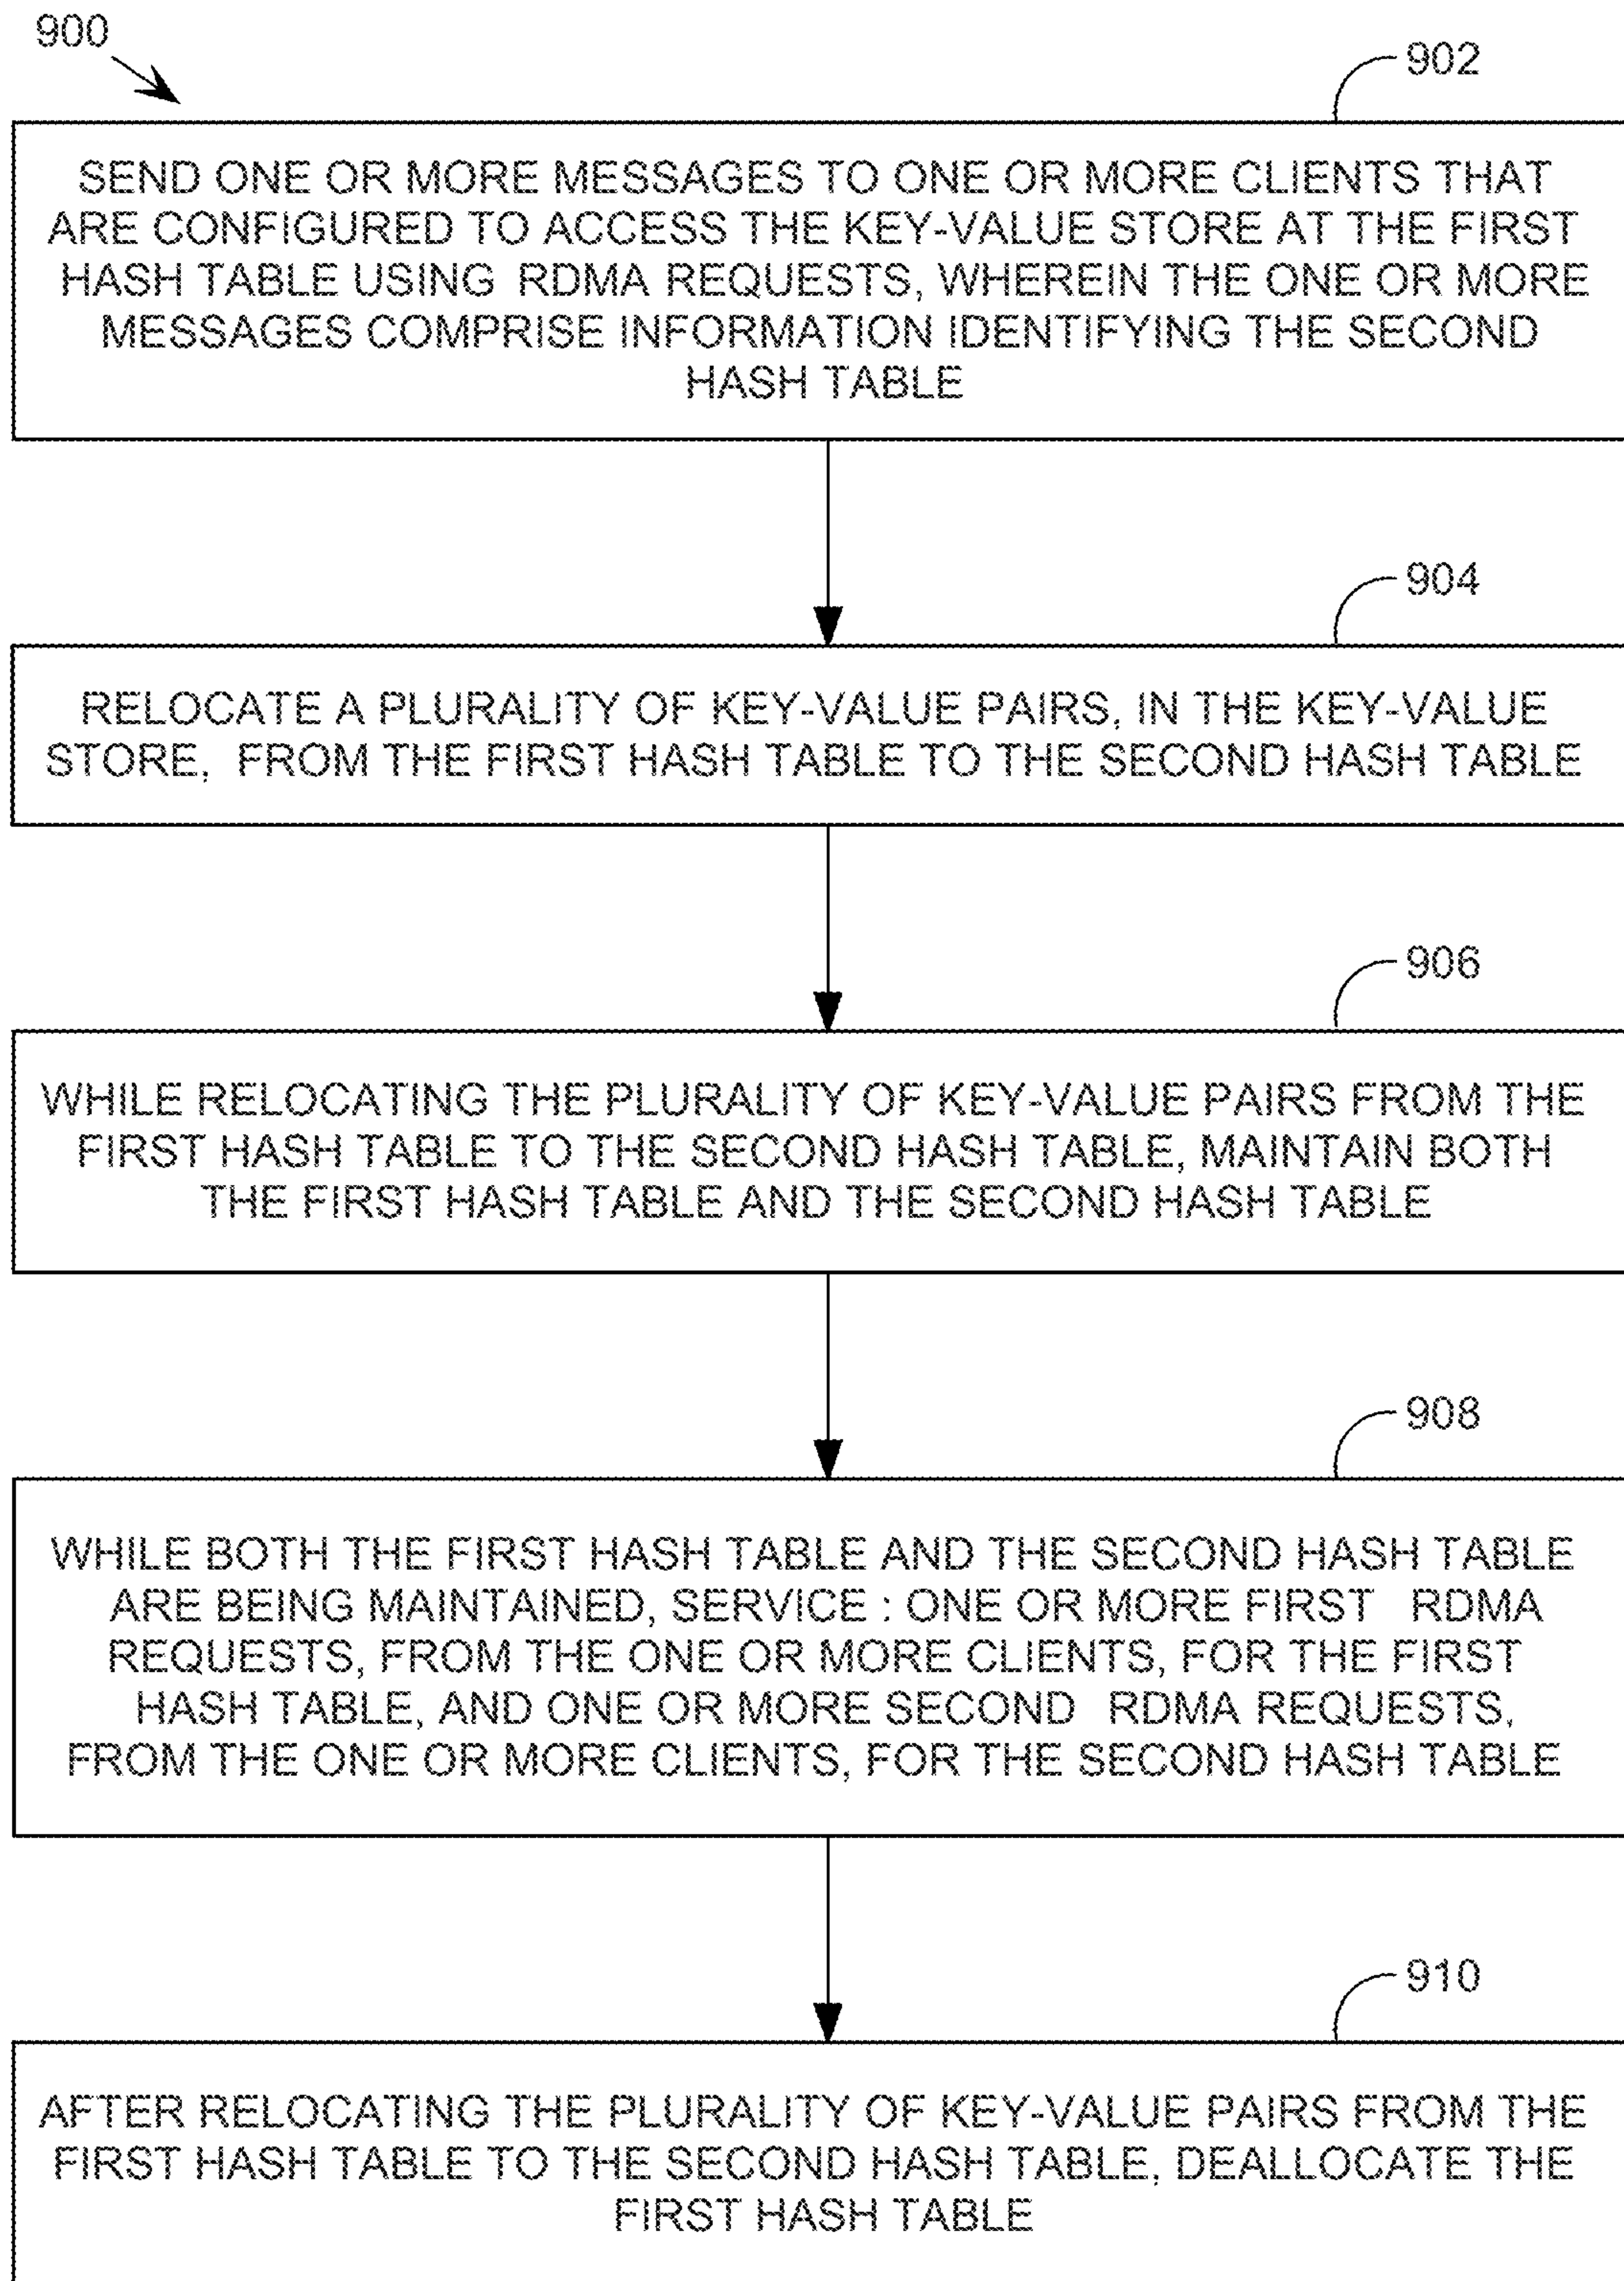 900
902
SEND ONE OR MORE MESSAGES TO ONE OR MORE CLIENTS THAT
ARE CONFIGURED TO ACCESS THE KEY-VALUE STORE AT THE FIRST
HASH TABLE USING RDMA REQUESTS, WHEREIN THE ONE OR MORE
MESSAGES COMPRISE INFORMATION IDENTIFYING THE SECOND
HASH TABLE
904
RELOCATE A PLURALITY OF KEY-VALUE PAIRS, IN THE KEY-VALUE
STORE, FROM THE FIRST HASH TABLE TO THE SECOND HASH TABLE
906
WHILE RELOCATING THE PLURALITY OF KEY-VALUE PAIRS FROM THE
FIRST HASH TABLE TO THE SECOND HASH TABLE, MAINTAIN BOTH
THE FIRST HASH TABLE AND THE SECOND HASH TABLE
908
WHILE BOTH THE FIRST HASH TABLE AND THE SECOND HASH TABLE
ARE BEING MAINTAINED, SERVICE : ONE OR MORE FIRST RDMA
REQUESTS, FROM THE ONE OR MORE CLIENTS, FOR THE FIRST
HASH TABLE, AND ONE OR MORE SECOND RDMA REQUESTS,
FROM THE ONE OR MORE CLIENTS, FOR THE SECOND HASH TABLE
910
AFTER RELOCATING THE PLURALITY OF KEY-VALUE PAIRS FROM THE
FIRST HASH TABLE TO THE SECOND HASH TABLE, DEALLOCATE THE
FIRST HASH TABLE